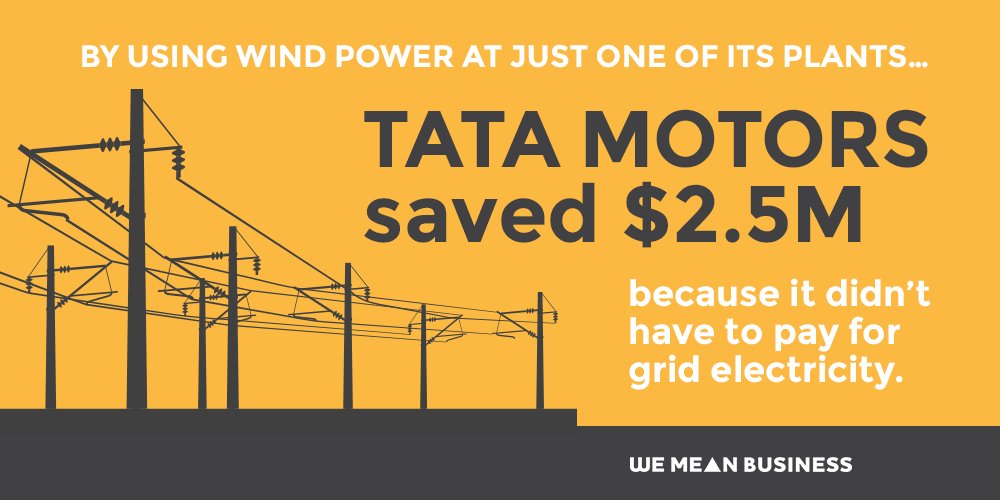 BY USING WIND POWER AT JUST ONE OF ITS PLANTS...
TATA MOTORS
saved $2.5M
because it didn’t
have to pay for
grid electricity.
WE MEAN BUSINESS